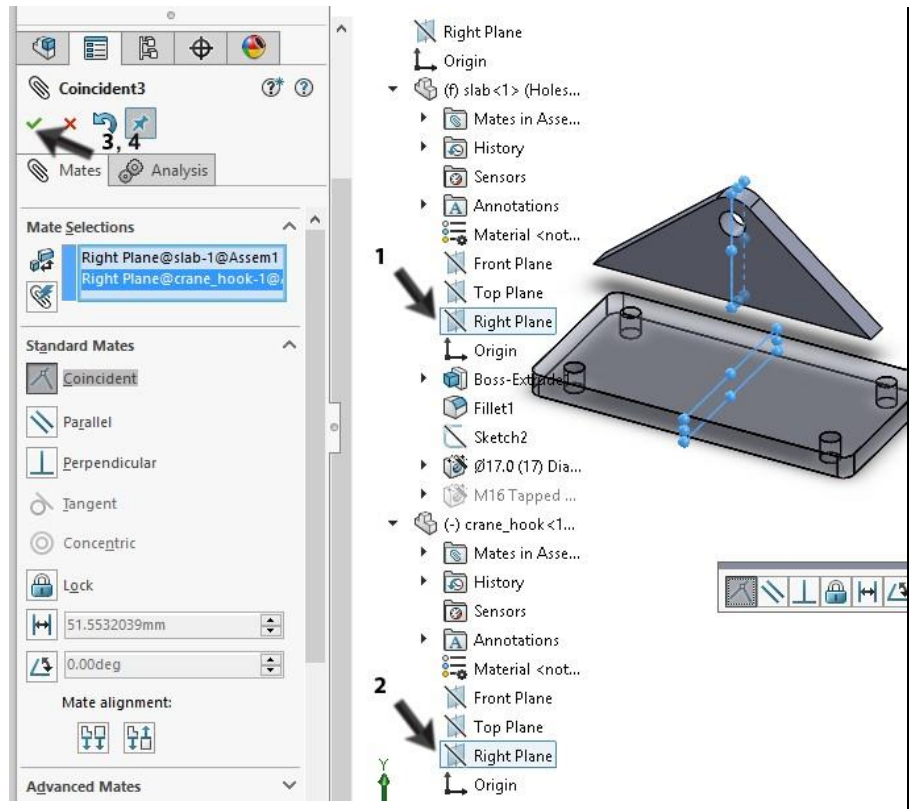 Coincident3
3, 4
Mates
Analysis
Mate Selections
Right Plane@slab-1@Assem1
Right Plane@crane_hook-1@
Standard Mates
Coincident
Parallel
Perpendicular
Tangent
Concentric
Lock
51.5532039mm
0.00deg
Mate alignment:
Advanced Mates
Right Plane
Origin
(f) slab<1> (Holes...
Mates in Asse...
History
Sensors
Annotations
Material <not...
Front Plane
Top Plane
1
Right Plane
Origin
Boss-Extrude
Fillet1
Sketch2
Ø17.0 (17) Dia...
M16 Tapped ...
(-) crane_hook<1...
Mates in Asse...
History
Sensors
Annotations
Material <not...
Front Plane
2
Top Plane
Right Plane
Y
Origin